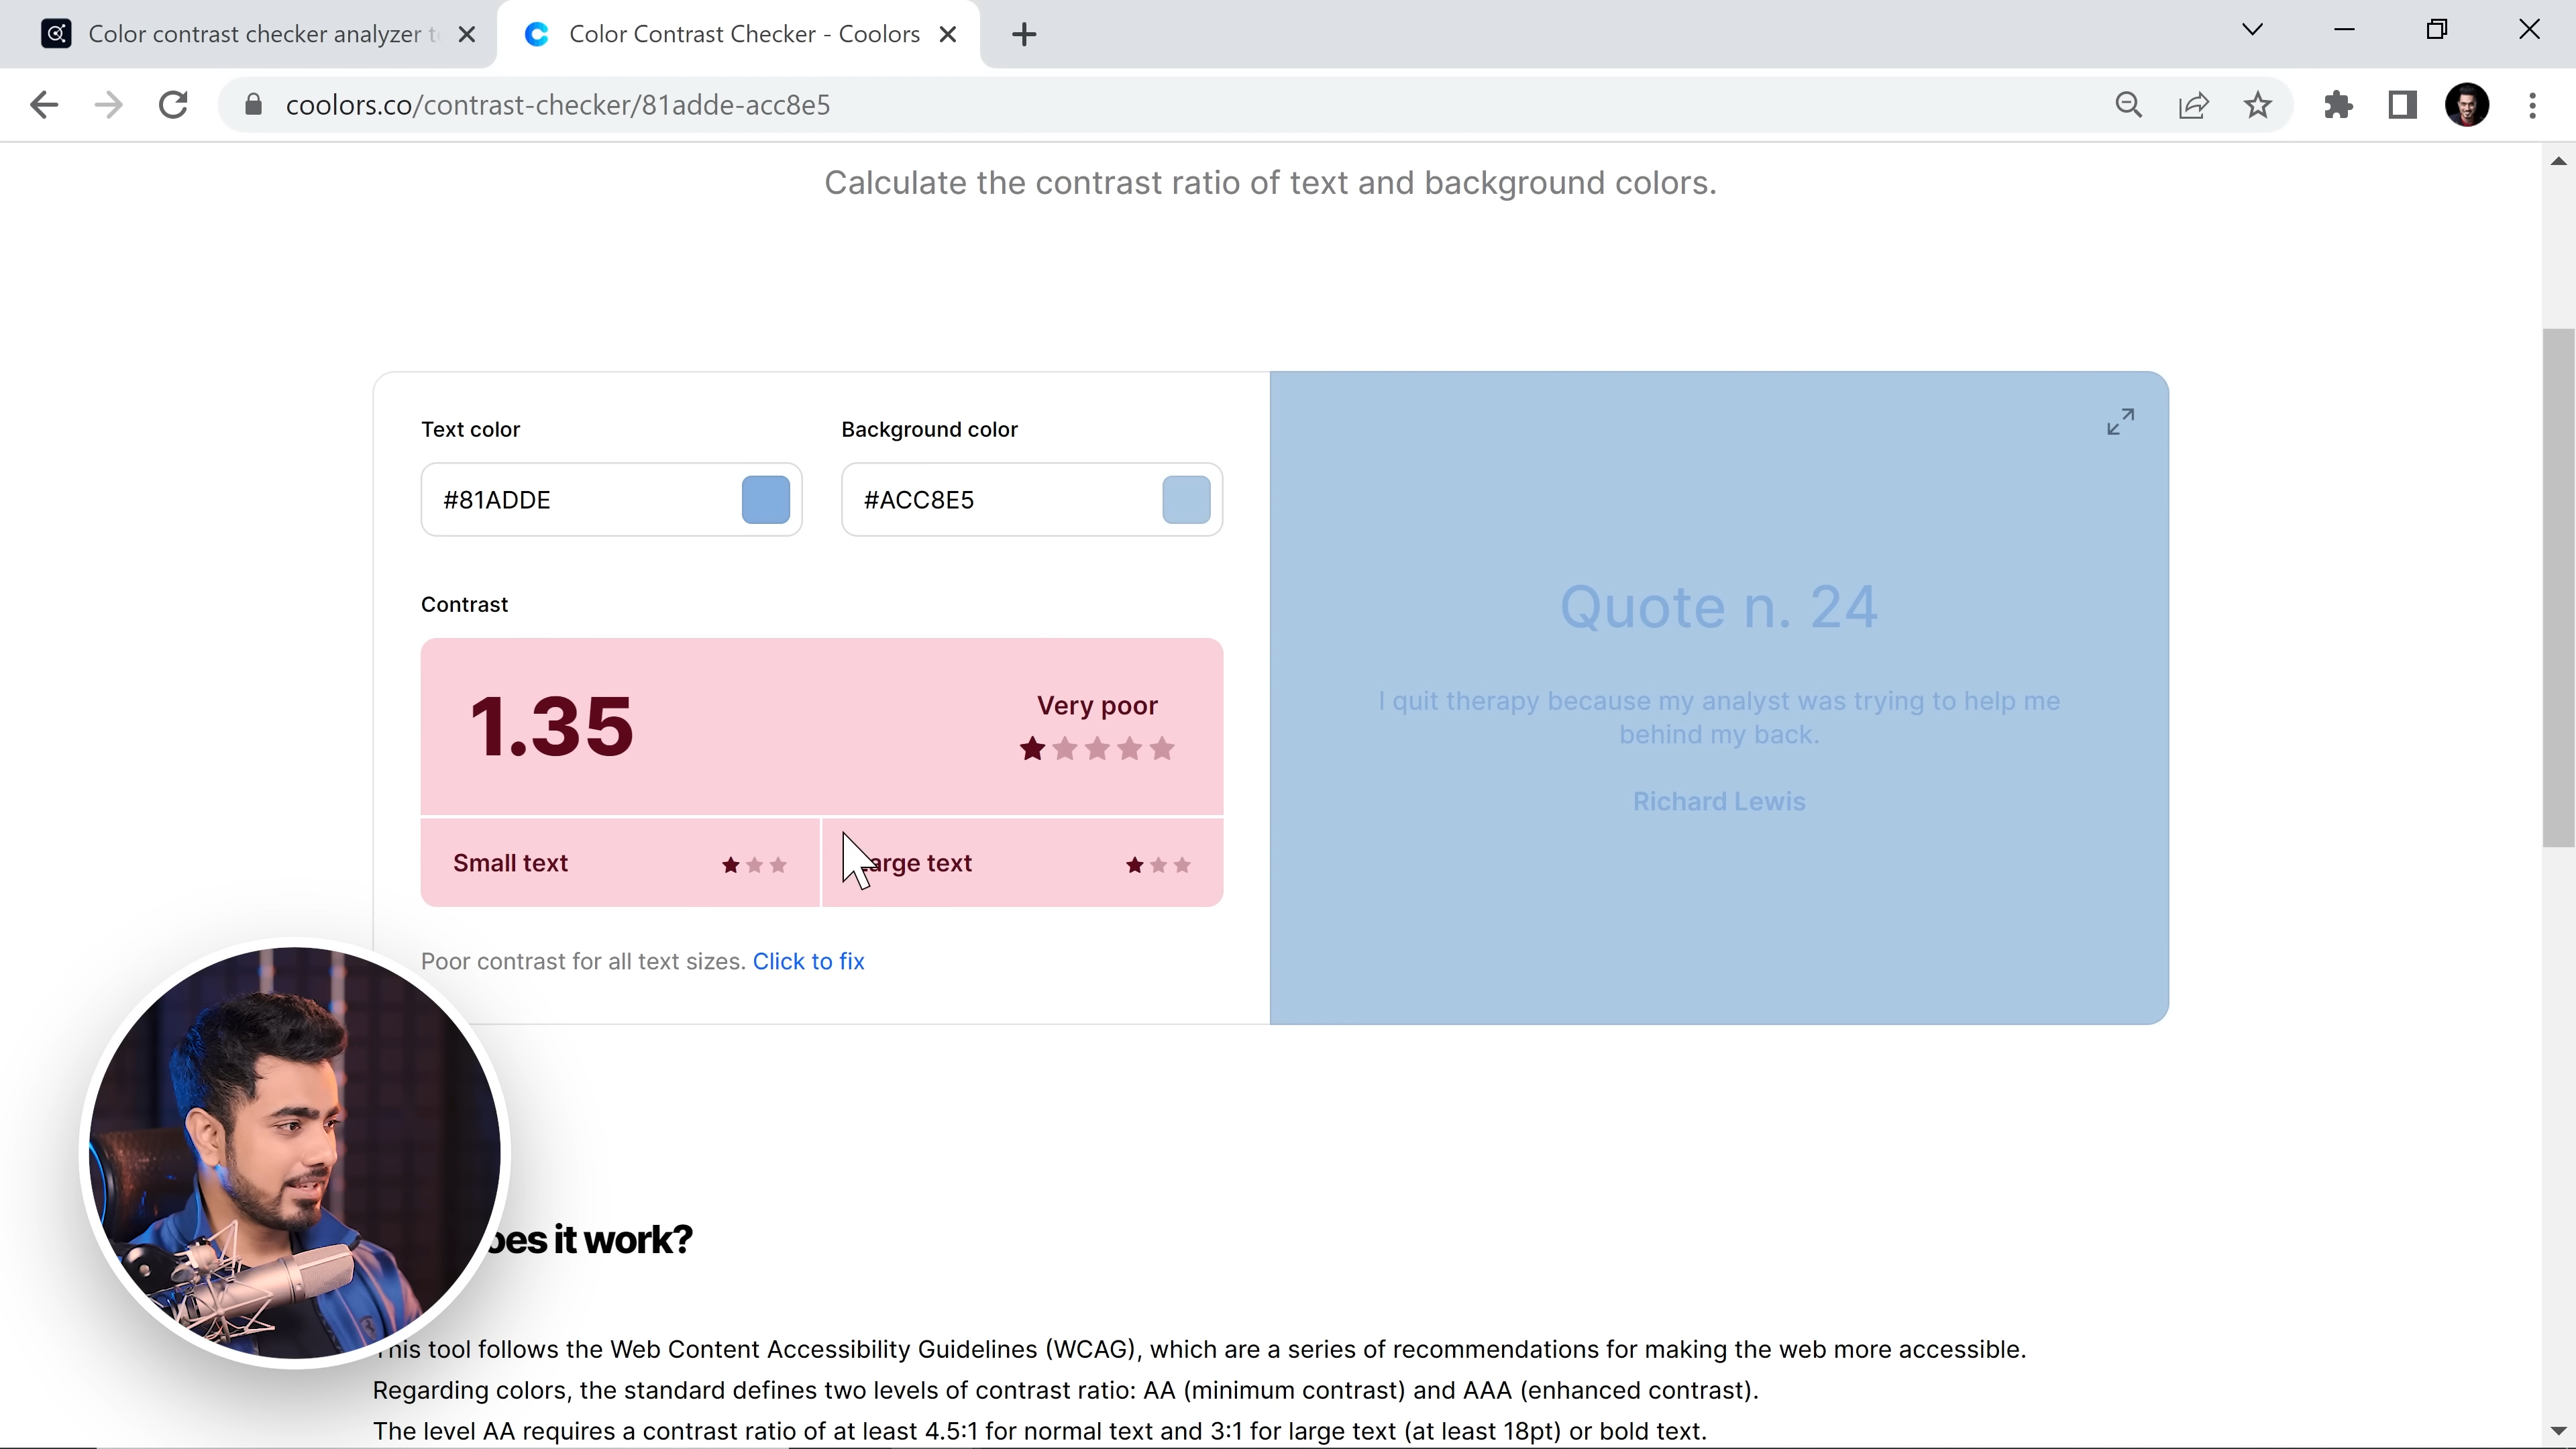 Color contrast checker analyzer t
Color Contrast Checker - Coolors
coolors.co/contrast-checker/81adde-acc8e5
Calculate the contrast ratio of text and background colors.
Text color
Background color
#81ADDE
#ACC8E5
Contrast
1.35
Very poor
Small text
arge text
Poor contrast for all text sizes. Click to fix
Quote n. 24
I quit therapy because my analyst was trying to help me
behind my back.
Richard Lewis
oes it work?
This tool follows the Web Content Accessibility Guidelines (WCAG), which are a series of recommendations for making the web more accessible.
Regarding colors, the standard defines two levels of contrast ratio: AA (minimum contrast) and AAA (enhanced contrast).
The level AA requires a contrast ratio of at least 4.5:1 for normal text and 3:1 for large text (at least 18pt) or bold text.